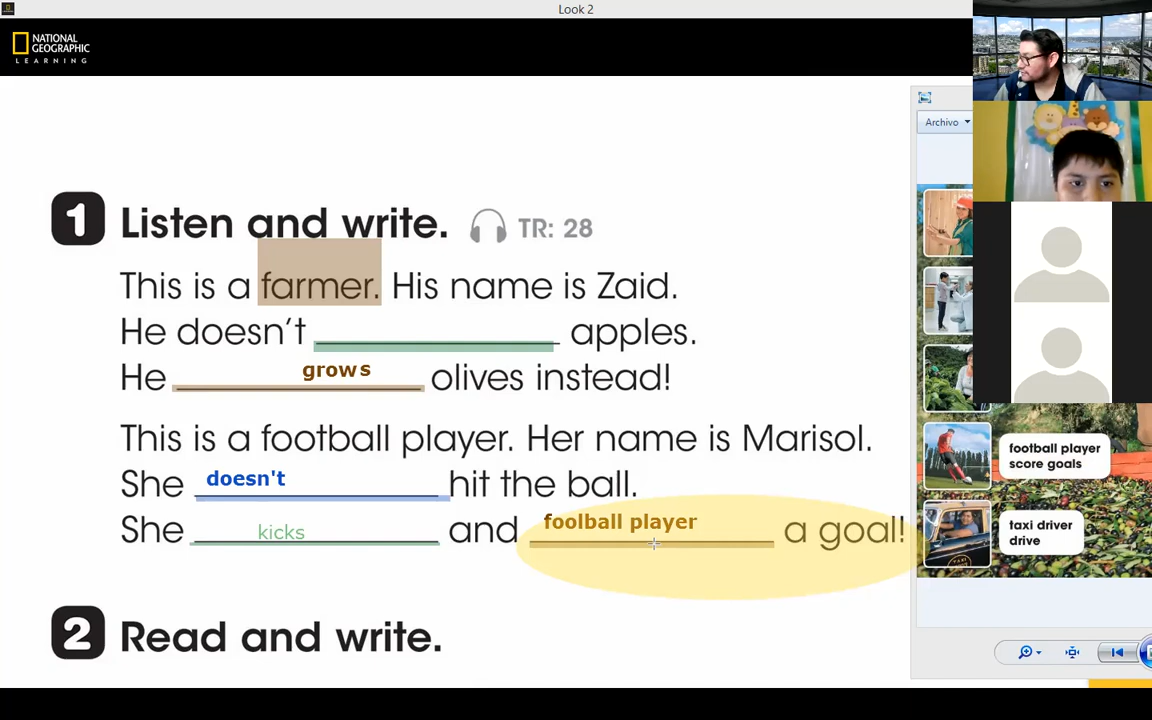 Look 2
NATIONAL
GEOGRAPHIC
LEARNING
Archivo
1 Listen and write. TR: 28
This is a farmer. His name is Zaid.
He doesn't apples.
He grows olives instead!
This is a football player. Her name is Marisol.
She doesn't hit the ball.
She kicks and foolball player a goal!
2 Read and write.
football player
score goals
taxi driver
drive
TAXI